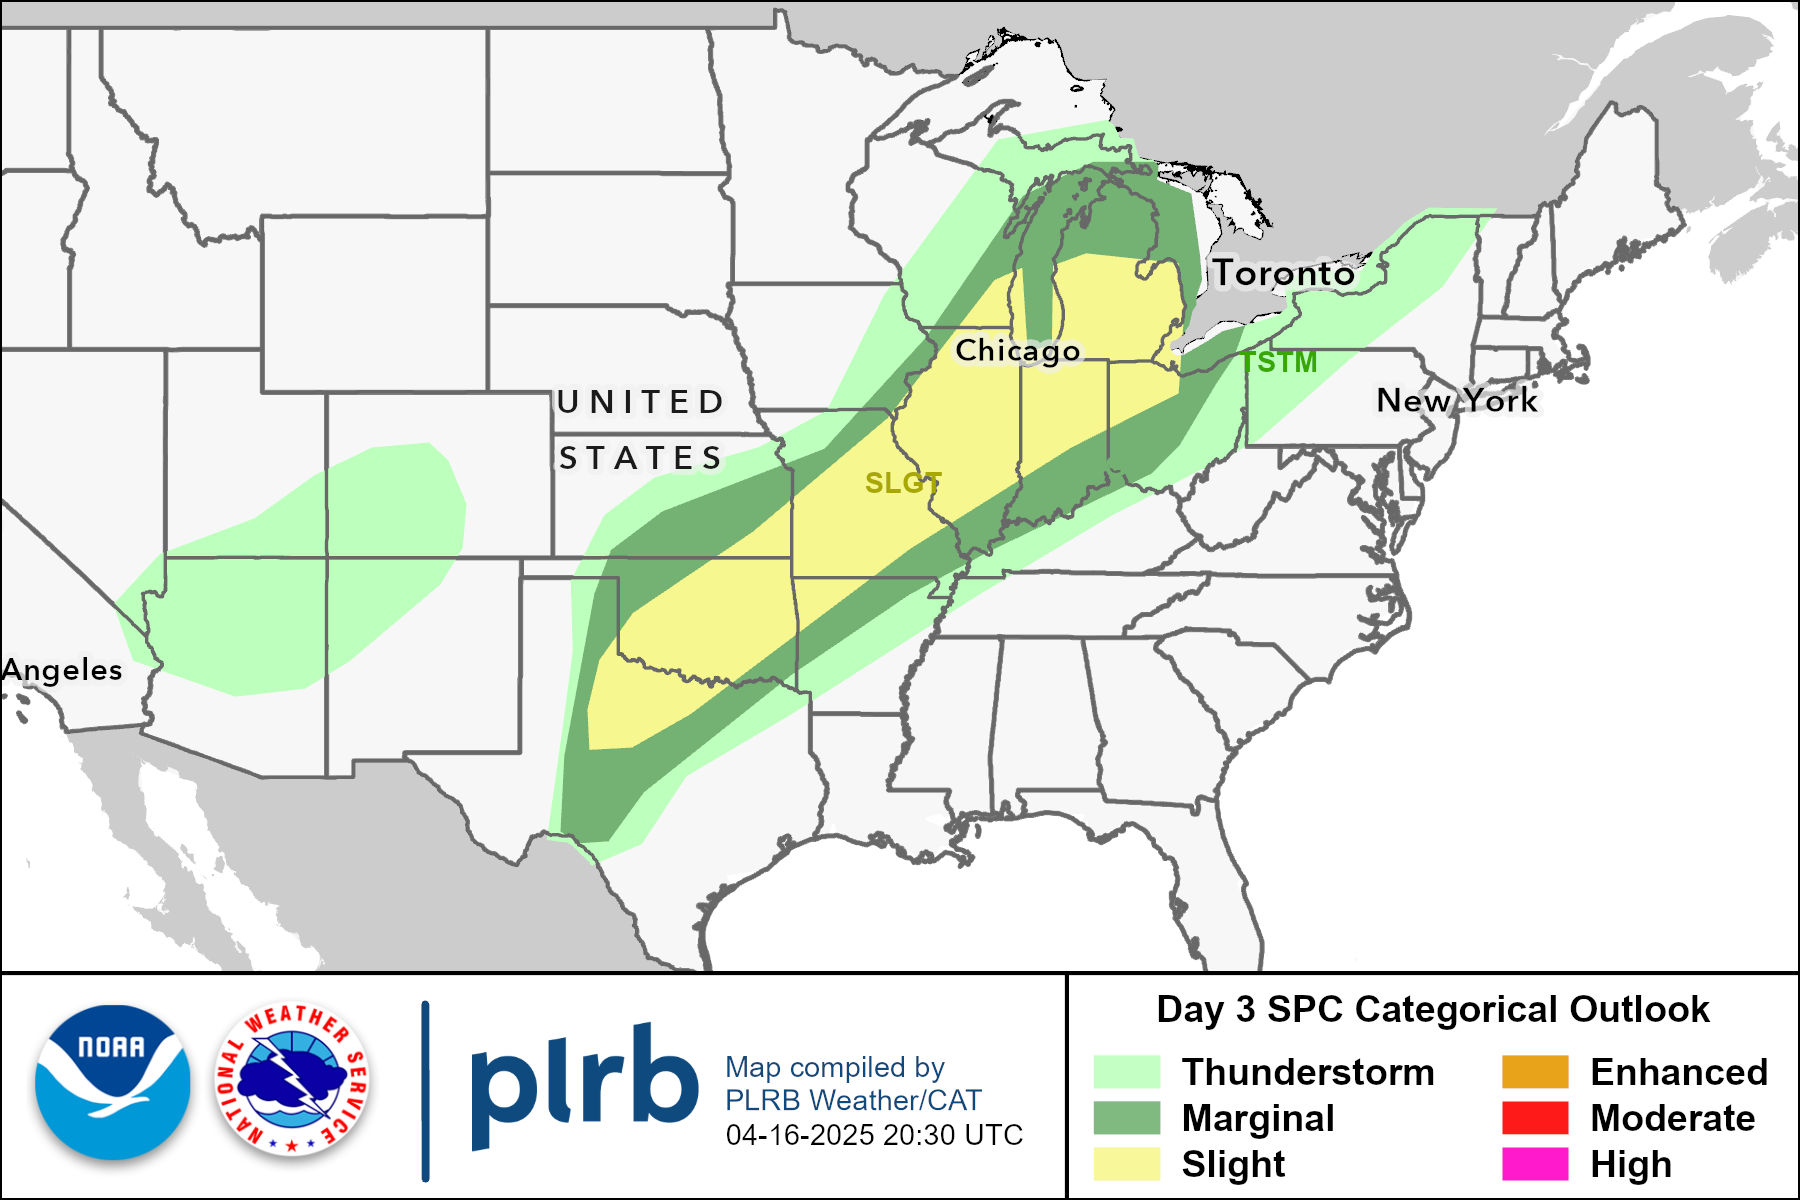 Toronto
Chicago
TSTM
UNITED
New York
STATES
SLGT
Angeles
NOAA
NATIONAL WEATHER SERVICE
plrb
Map compiled by
PLRB Weather/CAT
04-16-2025 20:30 UTC
Day 3 SPC Categorical Outlook
Thunderstorm
Marginal
Slight
Enhanced
Moderate
High